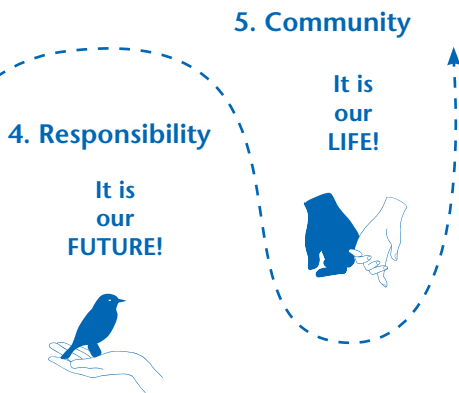 4. Responsibility
It is
our
FUTURE!
5. Community
It is
our
LIFE!